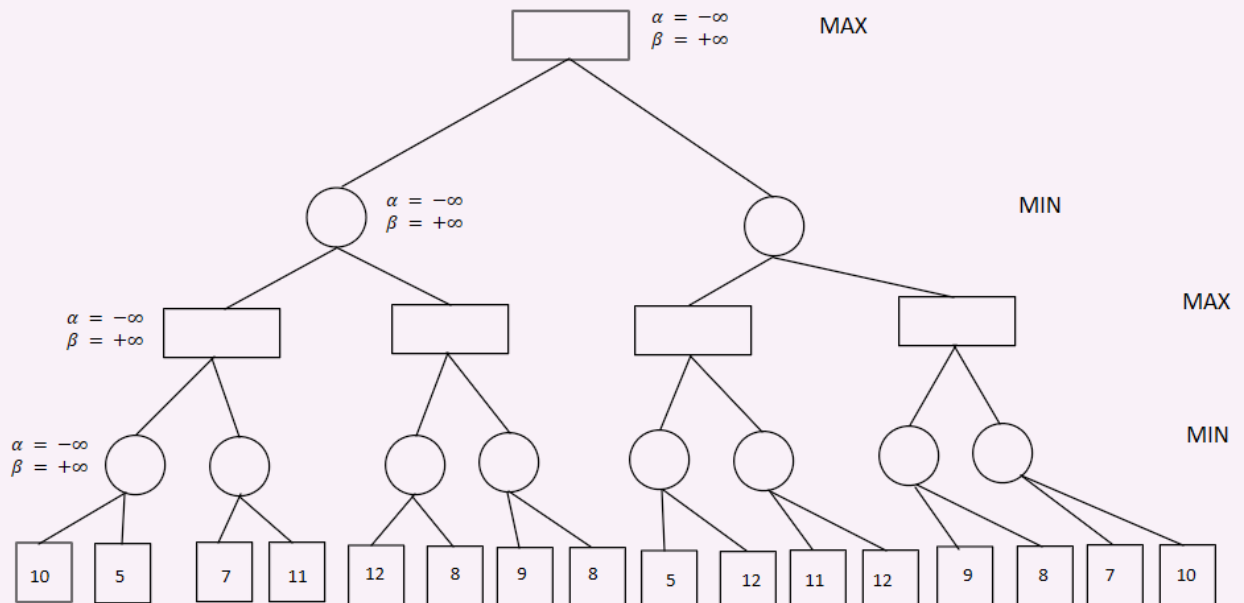 α = −∞
β = +∞
MAX
α = −∞
β = +∞
MIN
α = −∞
β = +∞
MAX
α = −∞
β = +∞
MIN
10 5 7 11 12 8 9 8 5 12 11 12 9 8 7 10